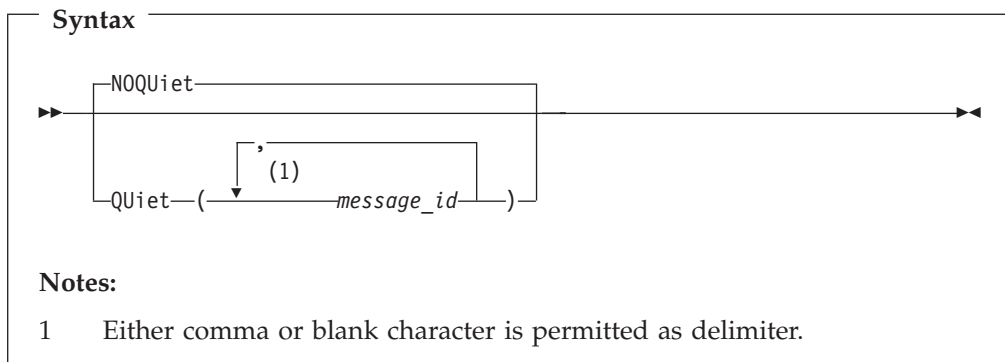 Syntax
NOQUiet
,
(1)
QUiet ( message_id )
Notes:
1 Either comma or blank character is permitted as delimiter.